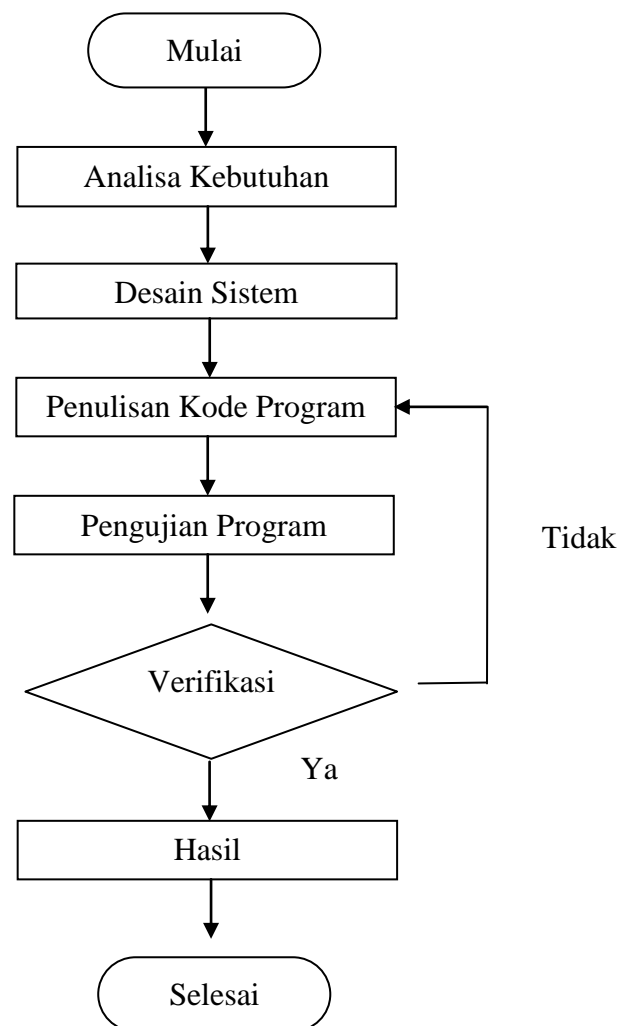 Mulai
Analisa Kebutuhan
Desain Sistem
Penulisan Kode Program
Pengujian Program
Tidak
Verifikasi
Ya
Hasil
Selesai